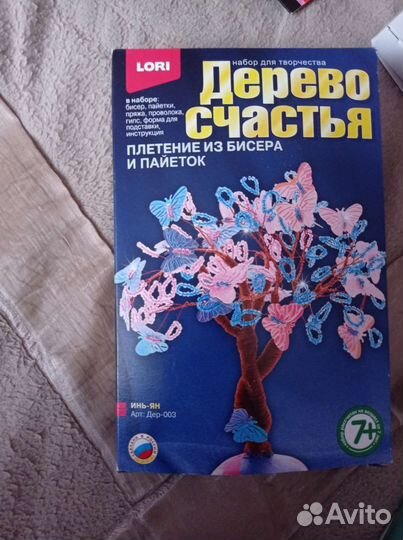 LORI
набор для творчества
Дерево
счастья
в наборе:
бисер, пайетки,
пряжа, проволока,
гипс, форма для
подставки,
инструкция
ПЛЕТЕНИЕ ИЗ БИСЕРА
И ПАЙЕТОК
ИНЬ-ЯН
Арт: Дер-003
7+
Avito